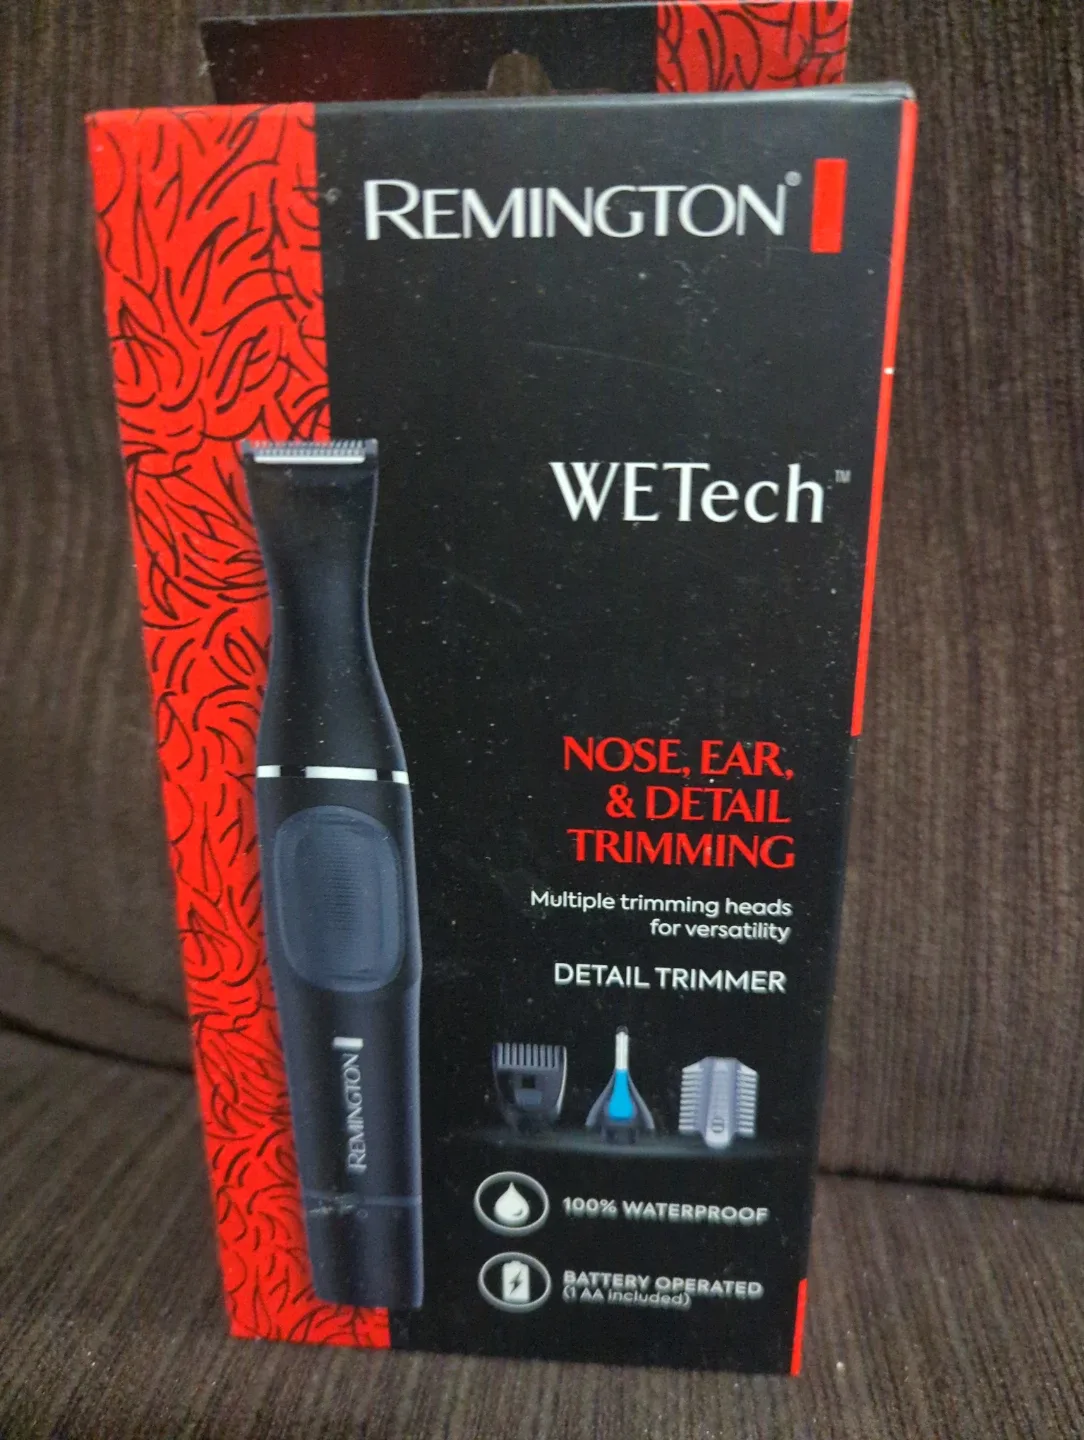 REMINGTON®
WETech™
NOSE, EAR,
& DETAIL
TRIMMING
Multiple trimming heads
for versatility
DETAIL TRIMMER
REMINGTON
100% WATERPROOF
BATTERY OPERATED
(1 AA included)